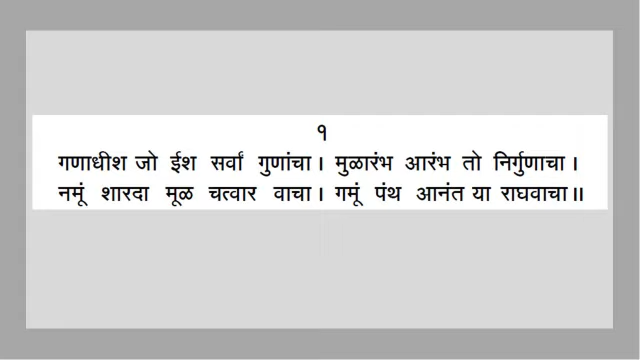 १
गणाधीश जो ईश सर्वां गुणांचा। मुळारंभ आरंभ तो निर्गुणाचा।
नमूं शारदा मूळ चत्वार वाचा। गमूं पंथ आनंत या राघवाचा॥